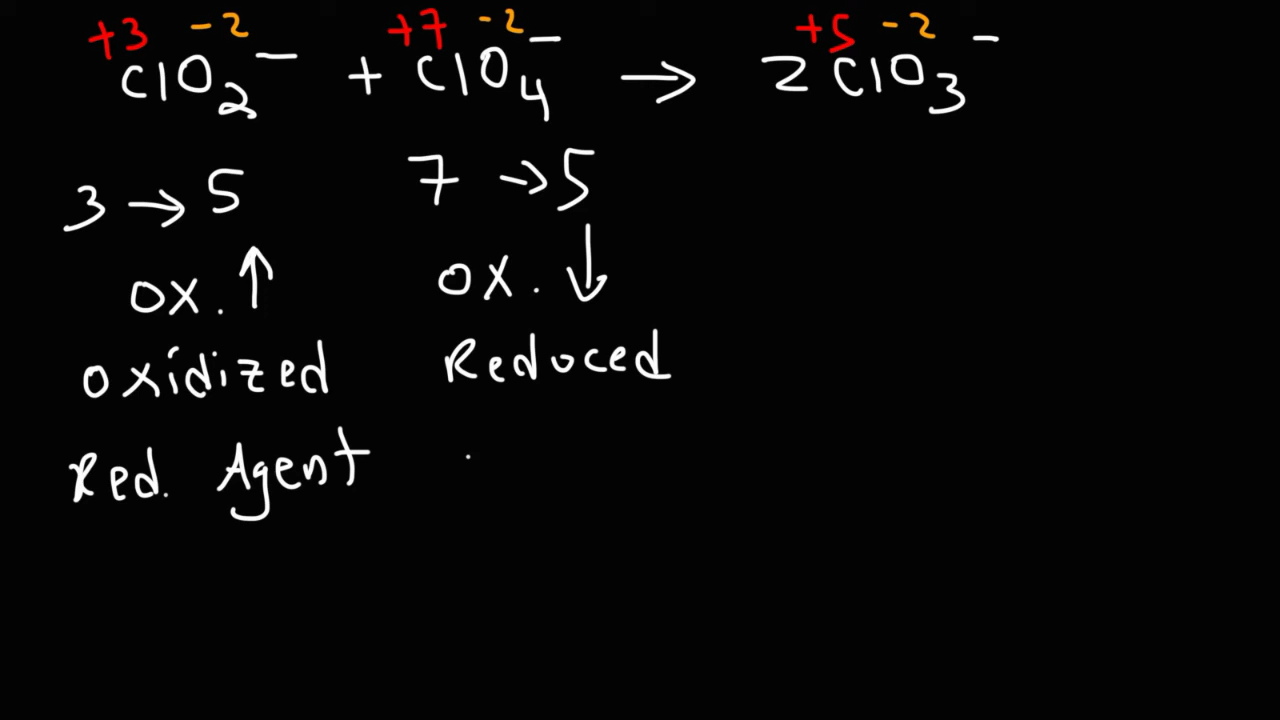 +3 -2 +7 -2 +5 -2
ClO₂⁻ + ClO₄⁻ → 2ClO₃⁻
3 → 5 7 → 5
ox. ↑ ox. ↓
oxidized Reduced
Red. Agent